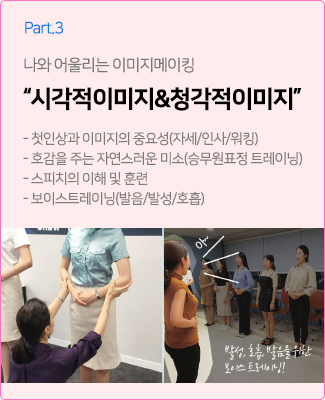 Part.3
나와 어울리는 이미지메이킹
“시각적이미지&청각적이미지”
- 첫인상과 이미지의 중요성(자세/인사/워킹)
- 호감을 주는 자연스러운 미소(승무원표정 트레이닝)
- 스피치의 이해 및 훈련
- 보이스트레이닝(발음/발성/호흡)
아~
발성, 호흡, 발음을 위한
보이스 트레이닝!